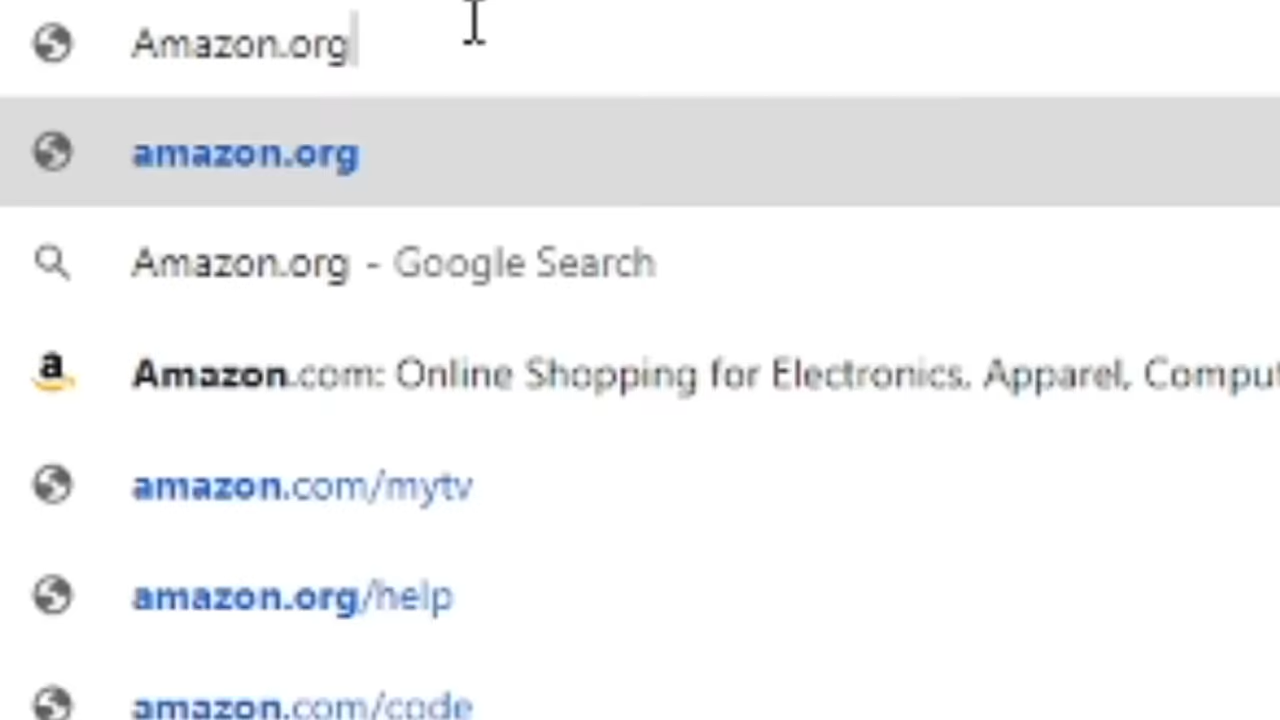 Amazon.org
amazon.org
Amazon.org - Google Search
Amazon.com: Online Shopping for Electronics, Apparel,
amazon.com/mytv
amazon.org/help
amazon.com/code